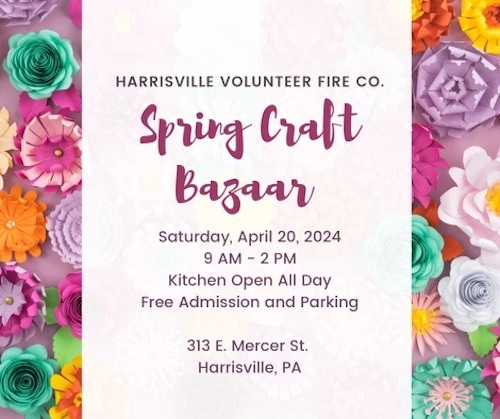 HARRISVILLE VOLUNTEER FIRE CO.
Spring Craft
Bazaar
Saturday, April 20, 2024
9 AM - 2 PM
Kitchen Open All Day
Free Admission and Parking
313 E. Mercer St.
Harrisville, PA